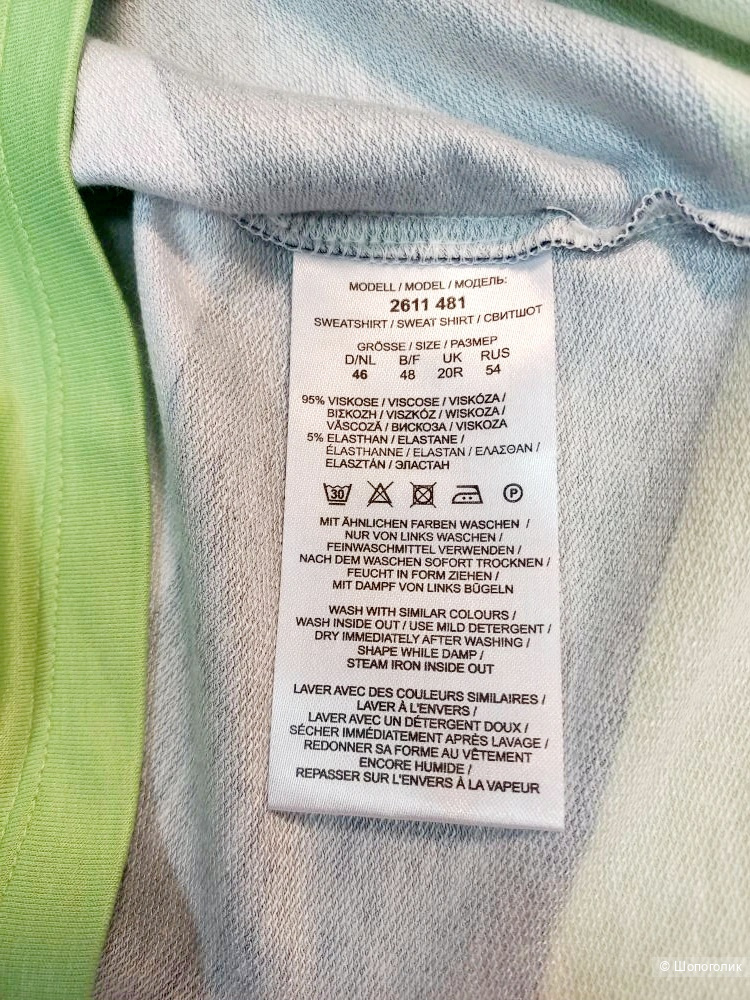 MODELL / MODEL / МОДЕЛЬ:
2611 481
SWEATSHIRT / SWEAT SHIRT / СВИТШОТ
GRÖSSE / SIZE / РАЗМЕР
D/NL B/F UK RUS
46 48 20R 54
95% VISKOSE / VISCOSE / VISKÓZA /
ΒΙΣΚΟΖΗ / VISZKÓZ / WISKOZA /
VÂSCOZĂ / ВИСКОЗА / VISKOZA
5% ELASTHAN / ELASTANE /
ÉLASTHANNE / ELASTAN / ΕΛΑΣΘΑΝ /
ELASZTÁN / ЭЛАСТАН
30 P
MIT ÄHNLICHEN FARBEN WASCHEN /
NUR VON LINKS WASCHEN /
FEINWASCHMITTEL VERWENDEN /
NACH DEM WASCHEN SOFORT TROCKNEN /
FEUCHT IN FORM ZIEHEN /
MIT DAMPF VON LINKS BÜGELN
WASH WITH SIMILAR COLOURS /
WASH INSIDE OUT / USE MILD DETERGENT /
DRY IMMEDIATELY AFTER WASHING /
SHAPE WHILE DAMP /
STEAM IRON INSIDE OUT
LAVER AVEC DES COULEURS SIMILAIRES /
LAVER À L'ENVERS /
LAVER AVEC UN DÉTERGENT DOUX /
SÉCHER IMMÉDIATEMENT APRÈS LAVAGE /
REDONNER SA FORME AU VÊTEMENT
ENCORE HUMIDE /
REPASSER SUR L'ENVERS À LA VAPEUR
© Шопоголик